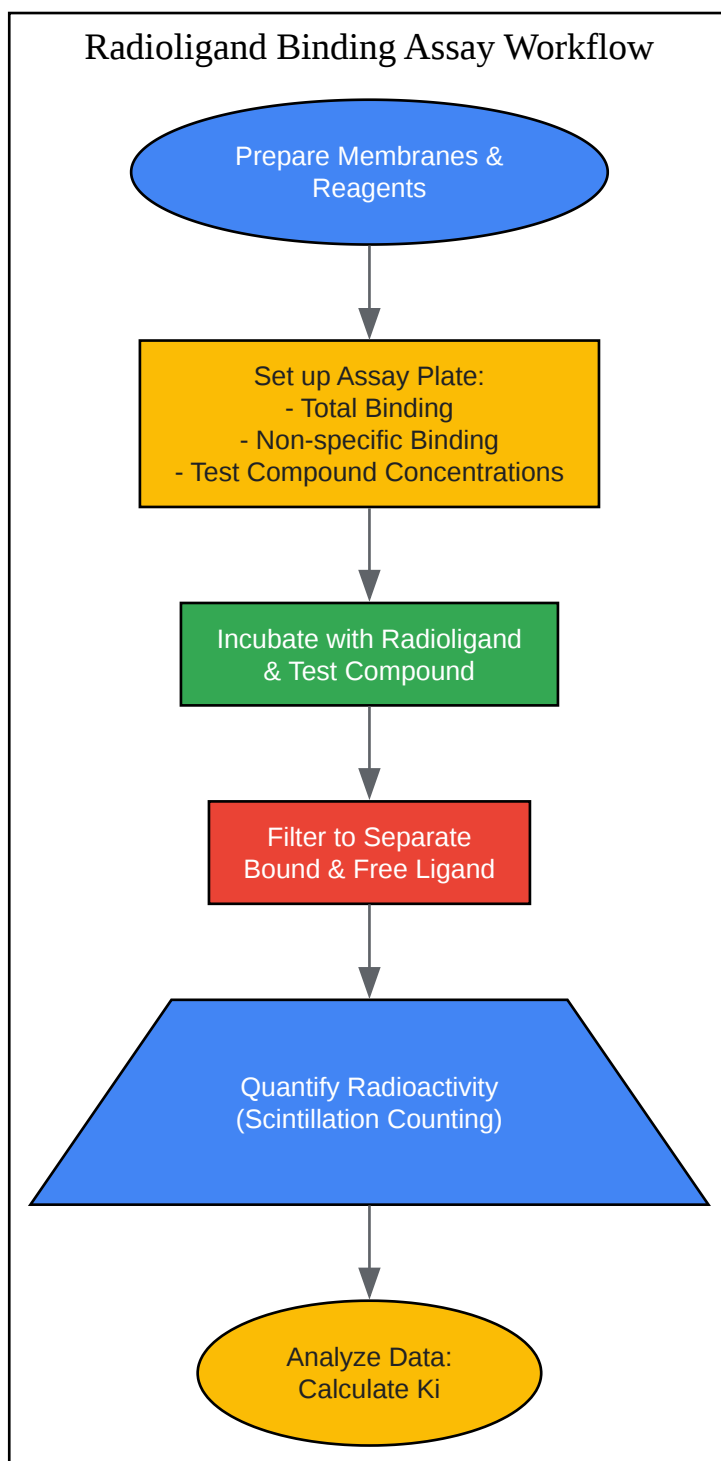 Radioligand Binding Assay Workflow
Prepare Membranes &
Reagents
Set up Assay Plate:
- Total Binding
- Non-specific Binding
- Test Compound Concentrations
Incubate with Radioligand
& Test Compound
Filter to Separate
Bound & Free Ligand
Quantify Radioactivity
(Scintillation Counting)
Analyze Data:
Calculate Ki